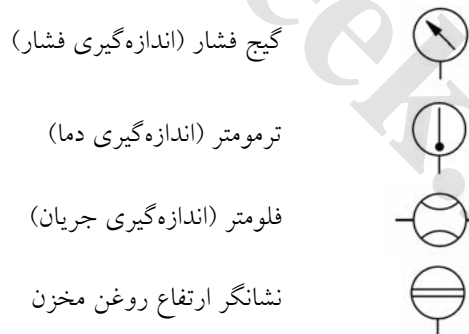 گیج فشار (اندازه‌گیری فشار)
ترمومتر (اندازه‌گیری دما)
فلومتر (اندازه‌گیری جریان)
نشانگر ارتفاع روغن مخزن